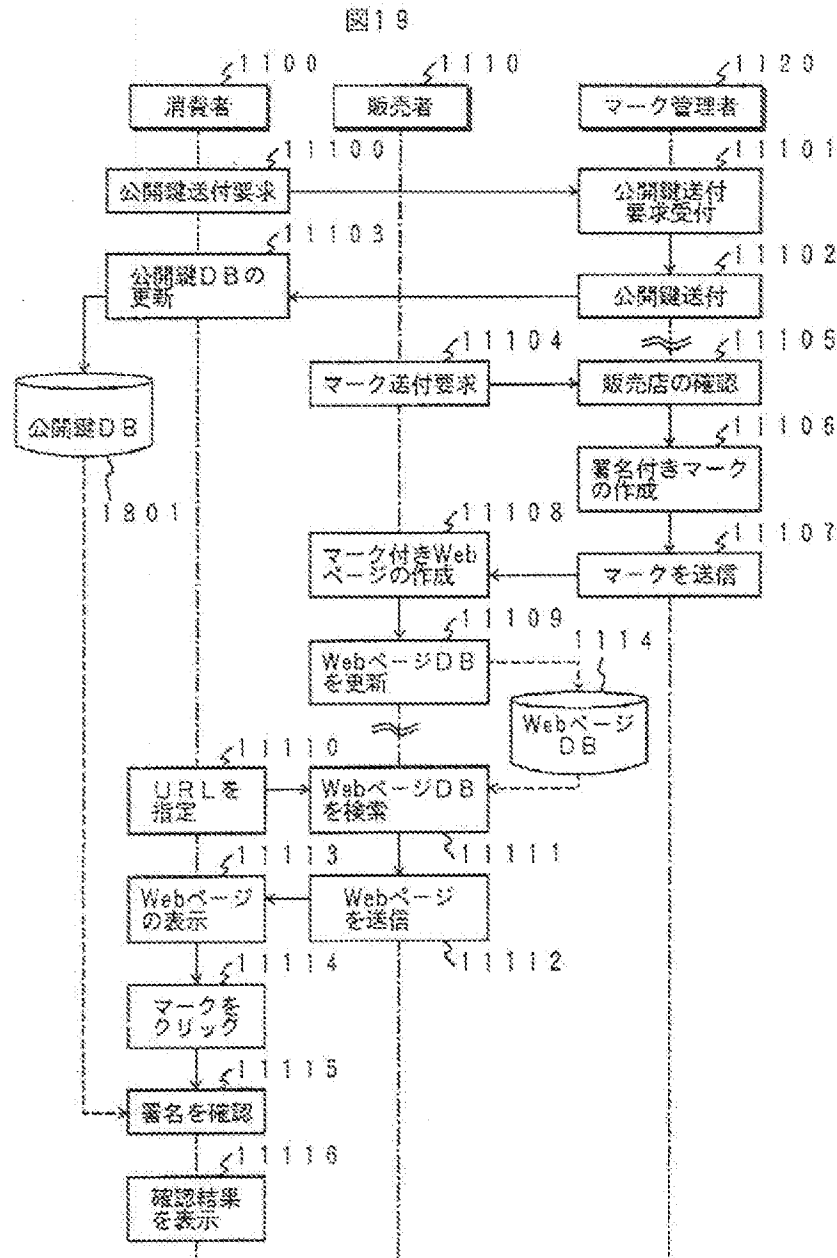 図19
1100
1110
1120
消費者
販売者
マーク管理者
11100
11101
公開鍵送付要求
公開鍵送付
要求受付
11103
11102
公開鍵DBの
更新
公開鍵送付
11104
11105
マーク送付要求
販売店の確認
公開鍵DB
1801
11106
署名付きマーク
の作成
11108
11107
マーク付きWeb
ページの作成
マークを送信
11109
1114
WebページDB
を更新
Webページ
DB
11110
URLを
指定
WebページDB
を検索
11111
11113
Webページ
の表示
Webページ
を送信
11112
11114
マークを
クリック
11115
署名を確認
11116
確認結果
を表示